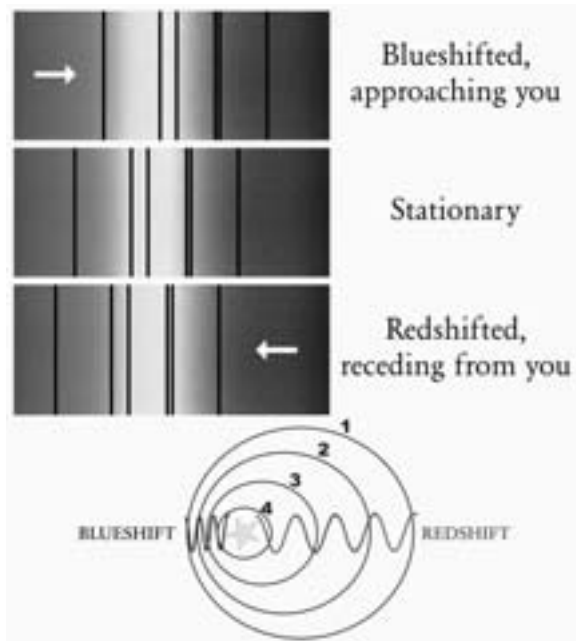 Blueshifted,
approaching you
Stationary
Redshifted,
receding from you
1
2
3
4
BLUESHIFT
REDSHIFT